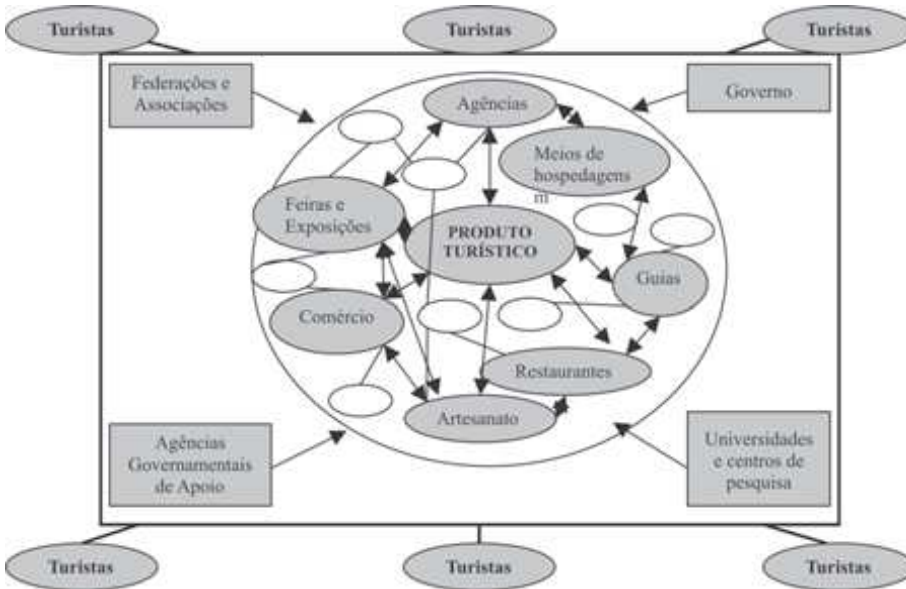 Turistas
Turistas
Turistas
Federações e
Associações
Governo
Agências
Meios de
hospedagens
m
Feiras e
Exposições
PRODUTO
TURÍSTICO
Guias
Comércio
Restaurantes
Artesanato
Agências
Governamentais
de Apoio
Universidades
e centros de
pesquisa
Turistas
Turistas
Turistas